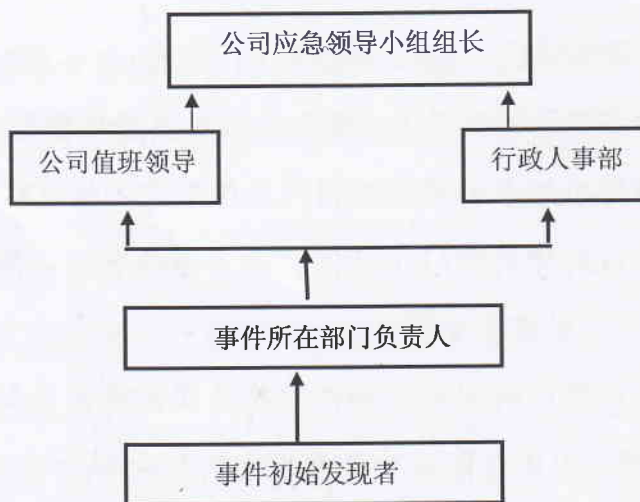 公司应急领导小组组长
公司值班领导
行政人事部
事件所在部门负责人
事件初始发现者